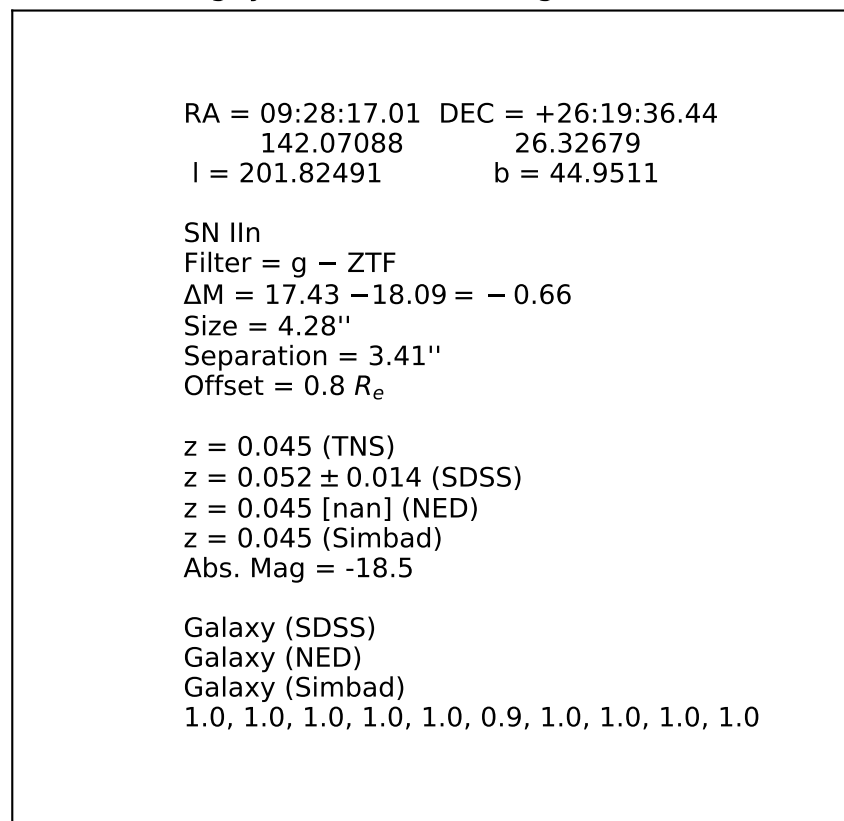 RA = 09:28:17.01  DEC = +26:19:36.44
142.07088  26.32679
l = 201.82491  b = 44.9511
SN IIn
Filter = g − ZTF
ΔM = 17.43 −18.09 = − 0.66
Size = 4.28''
Separation = 3.41''
Offset = 0.8 Re
z = 0.045 (TNS)
z = 0.052 ± 0.014 (SDSS)
z = 0.045 [nan] (NED)
z = 0.045 (Simbad)
Abs. Mag = -18.5
Galaxy (SDSS)
Galaxy (NED)
Galaxy (Simbad)
1.0, 1.0, 1.0, 1.0, 1.0, 0.9, 1.0, 1.0, 1.0, 1.0